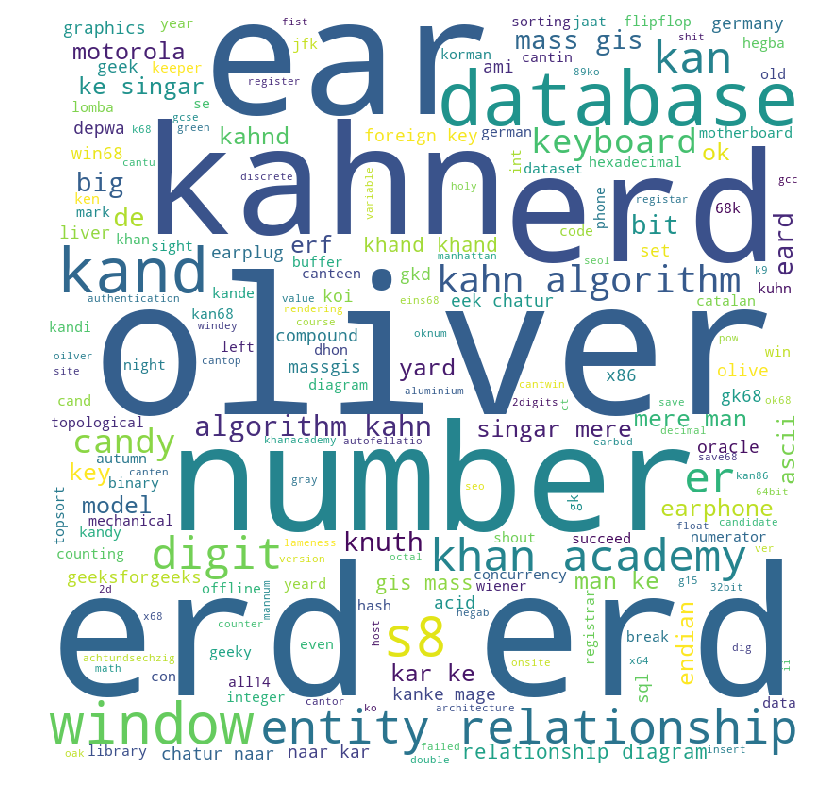 fist year
graphics
ear
sorting jaat flipflop germany
motorola
jfk
korman
mass gis
kan
hegba
geek keeper
cantin
ke singar
register
ami
89ko
old
database
lomba
se
gcse
k68
green
depwa
kahnd
foreign key
german
keyboard
motherboard
ok
win68
cantu
kahn
int
dataset
hexadecimal
erd
big
discrete
variable
holy
phone
registar
68k
gcc
ken
mark
de
code
bit
eard
liver
khan
sight
earplug
erf
khand khand
manhattan
set
seol
k9
kand
buffer
canteen
gkd
kahn algorithm
kuhn
authentication
kande
value
koi
eins68
eek chatur
catalan
kandi
kan68
windey
rendering
course
oliver
oknum
compound
pow
oilver
site
night
cantop
left
dhon
massgis
diagram
yard
aluminium
cantwin
x86
win
olive
cand
2digits
ct
save
gk68
ok68
topological
algorithm kahn
singar mere
mere man
candy
khanacademy
autofellatio
earbud
decimal
oracle
ascii
autumn
canten
number
save68
kan86
key
binary
gray
seo
ok
60
er
64bit
model
earphone
topsort
mechanical
float
candidate
kandy
lameness
version
digit
knuth
shout
succeed
numerator
counting
octal
khan academy
ver
geeksforgeeks
offline
yeard
gis mass
concurrency
wiener
man ke
g15
32bit
2d
mannum
hash
acid
erd erd
x68
counter
hegab
registrar
endian
achtundsechzig
geeky
even
host
s8
onsite
break
dig
math
con
all14
kar ke
x64
ii
integer
cantor
kanke mage
sql
data
ko
architecture
window
entity relationship
oak
library
chatur naar
naar kar
failed
double
relationship diagram
insert